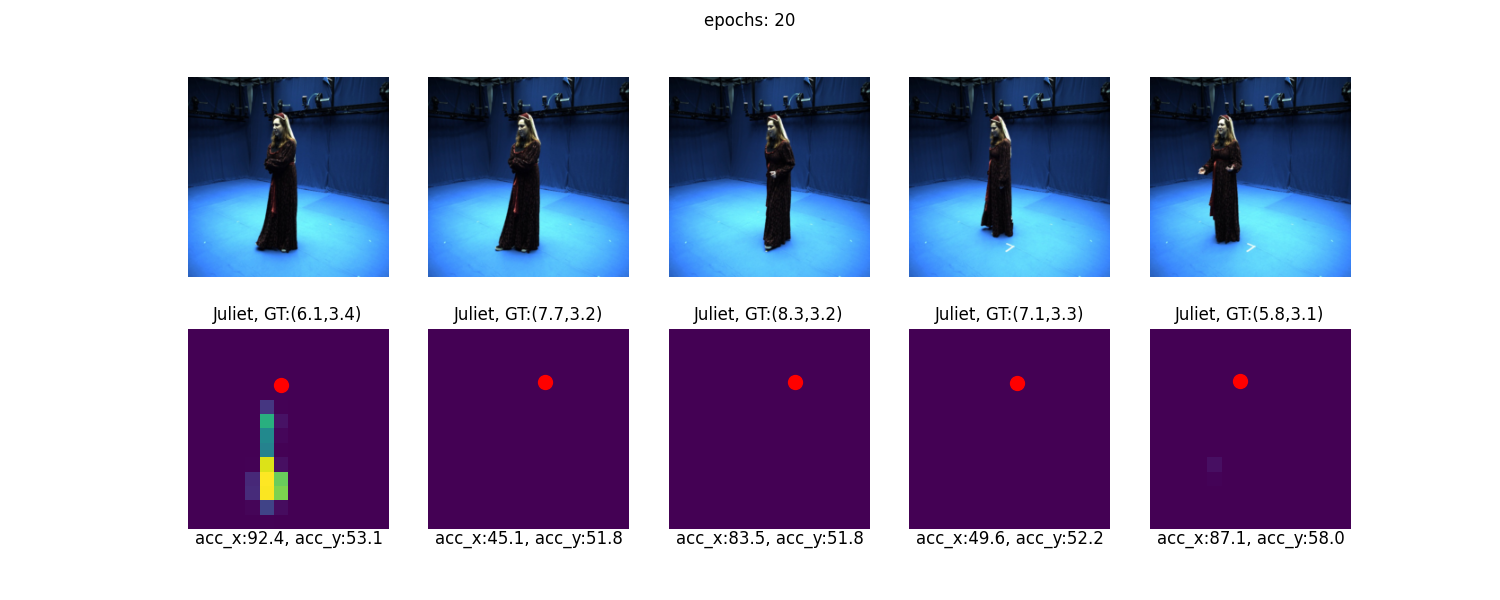 epochs: 20
Juliet, GT:(6.1,3.4)
Juliet, GT:(7.7,3.2)
Juliet, GT:(8.3,3.2)
Juliet, GT:(7.1,3.3)
Juliet, GT:(5.8,3.1)
acc_x:92.4, acc_y:53.1
acc_x:45.1, acc_y:51.8
acc_x:83.5, acc_y:51.8
acc_x:49.6, acc_y:52.2
acc_x:87.1, acc_y:58.0